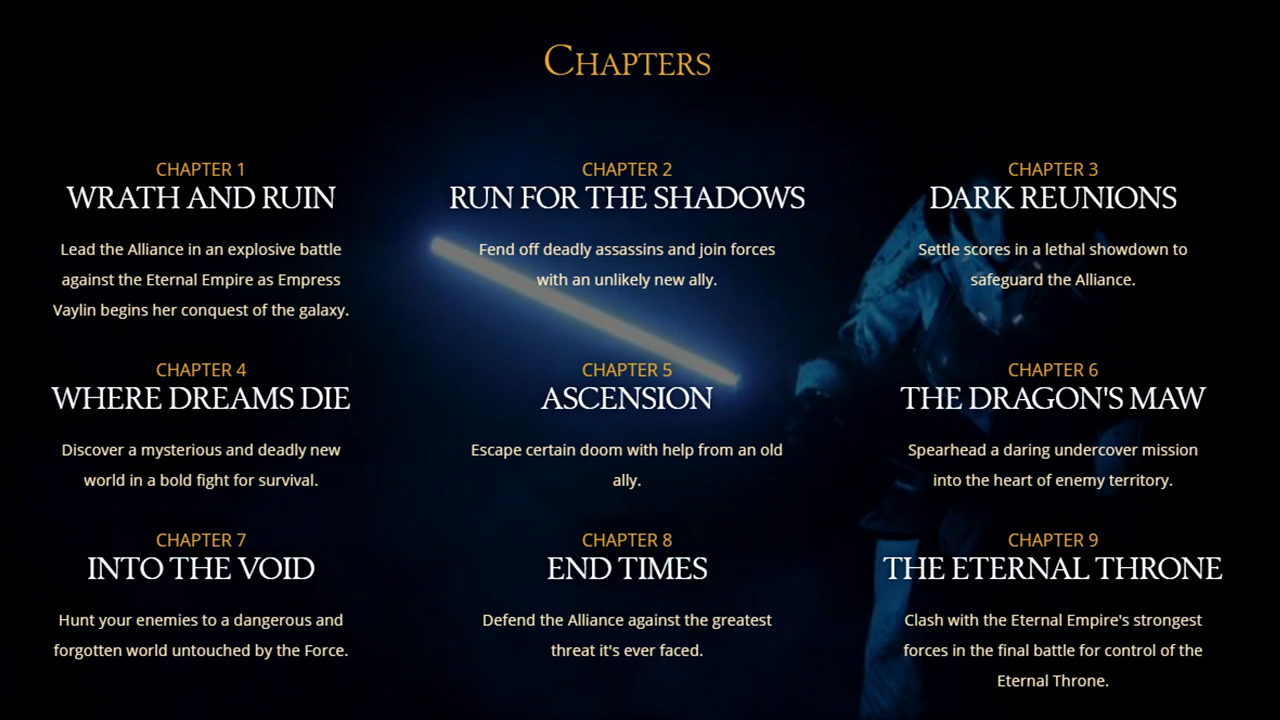 Chapters
CHAPTER 1
WRATH AND RUIN
Lead the Alliance in an explosive battle
against the Eternal Empire as Empress
Vaylin begins her conquest of the galaxy.
CHAPTER 2
RUN FOR THE SHADOWS
Fend off deadly assassins and join forces
with an unlikely new ally.
CHAPTER 3
DARK REUNIONS
Settle scores in a lethal showdown to
safeguard the Alliance.
CHAPTER 4
WHERE DREAMS DIE
Discover a mysterious and deadly new
world in a bold fight for survival.
CHAPTER 5
ASCENSION
Escape certain doom with help from an old
ally.
CHAPTER 6
THE DRAGON'S MAW
Spearhead a daring undercover mission
into the heart of enemy territory.
CHAPTER 7
INTO THE VOID
Hunt your enemies to a dangerous and
forgotten world untouched by the Force.
CHAPTER 8
END TIMES
Defend the Alliance against the greatest
threat it's ever faced.
CHAPTER 9
THE ETERNAL THRONE
Clash with the Eternal Empire's strongest
forces in the final battle for control of the
Eternal Throne.